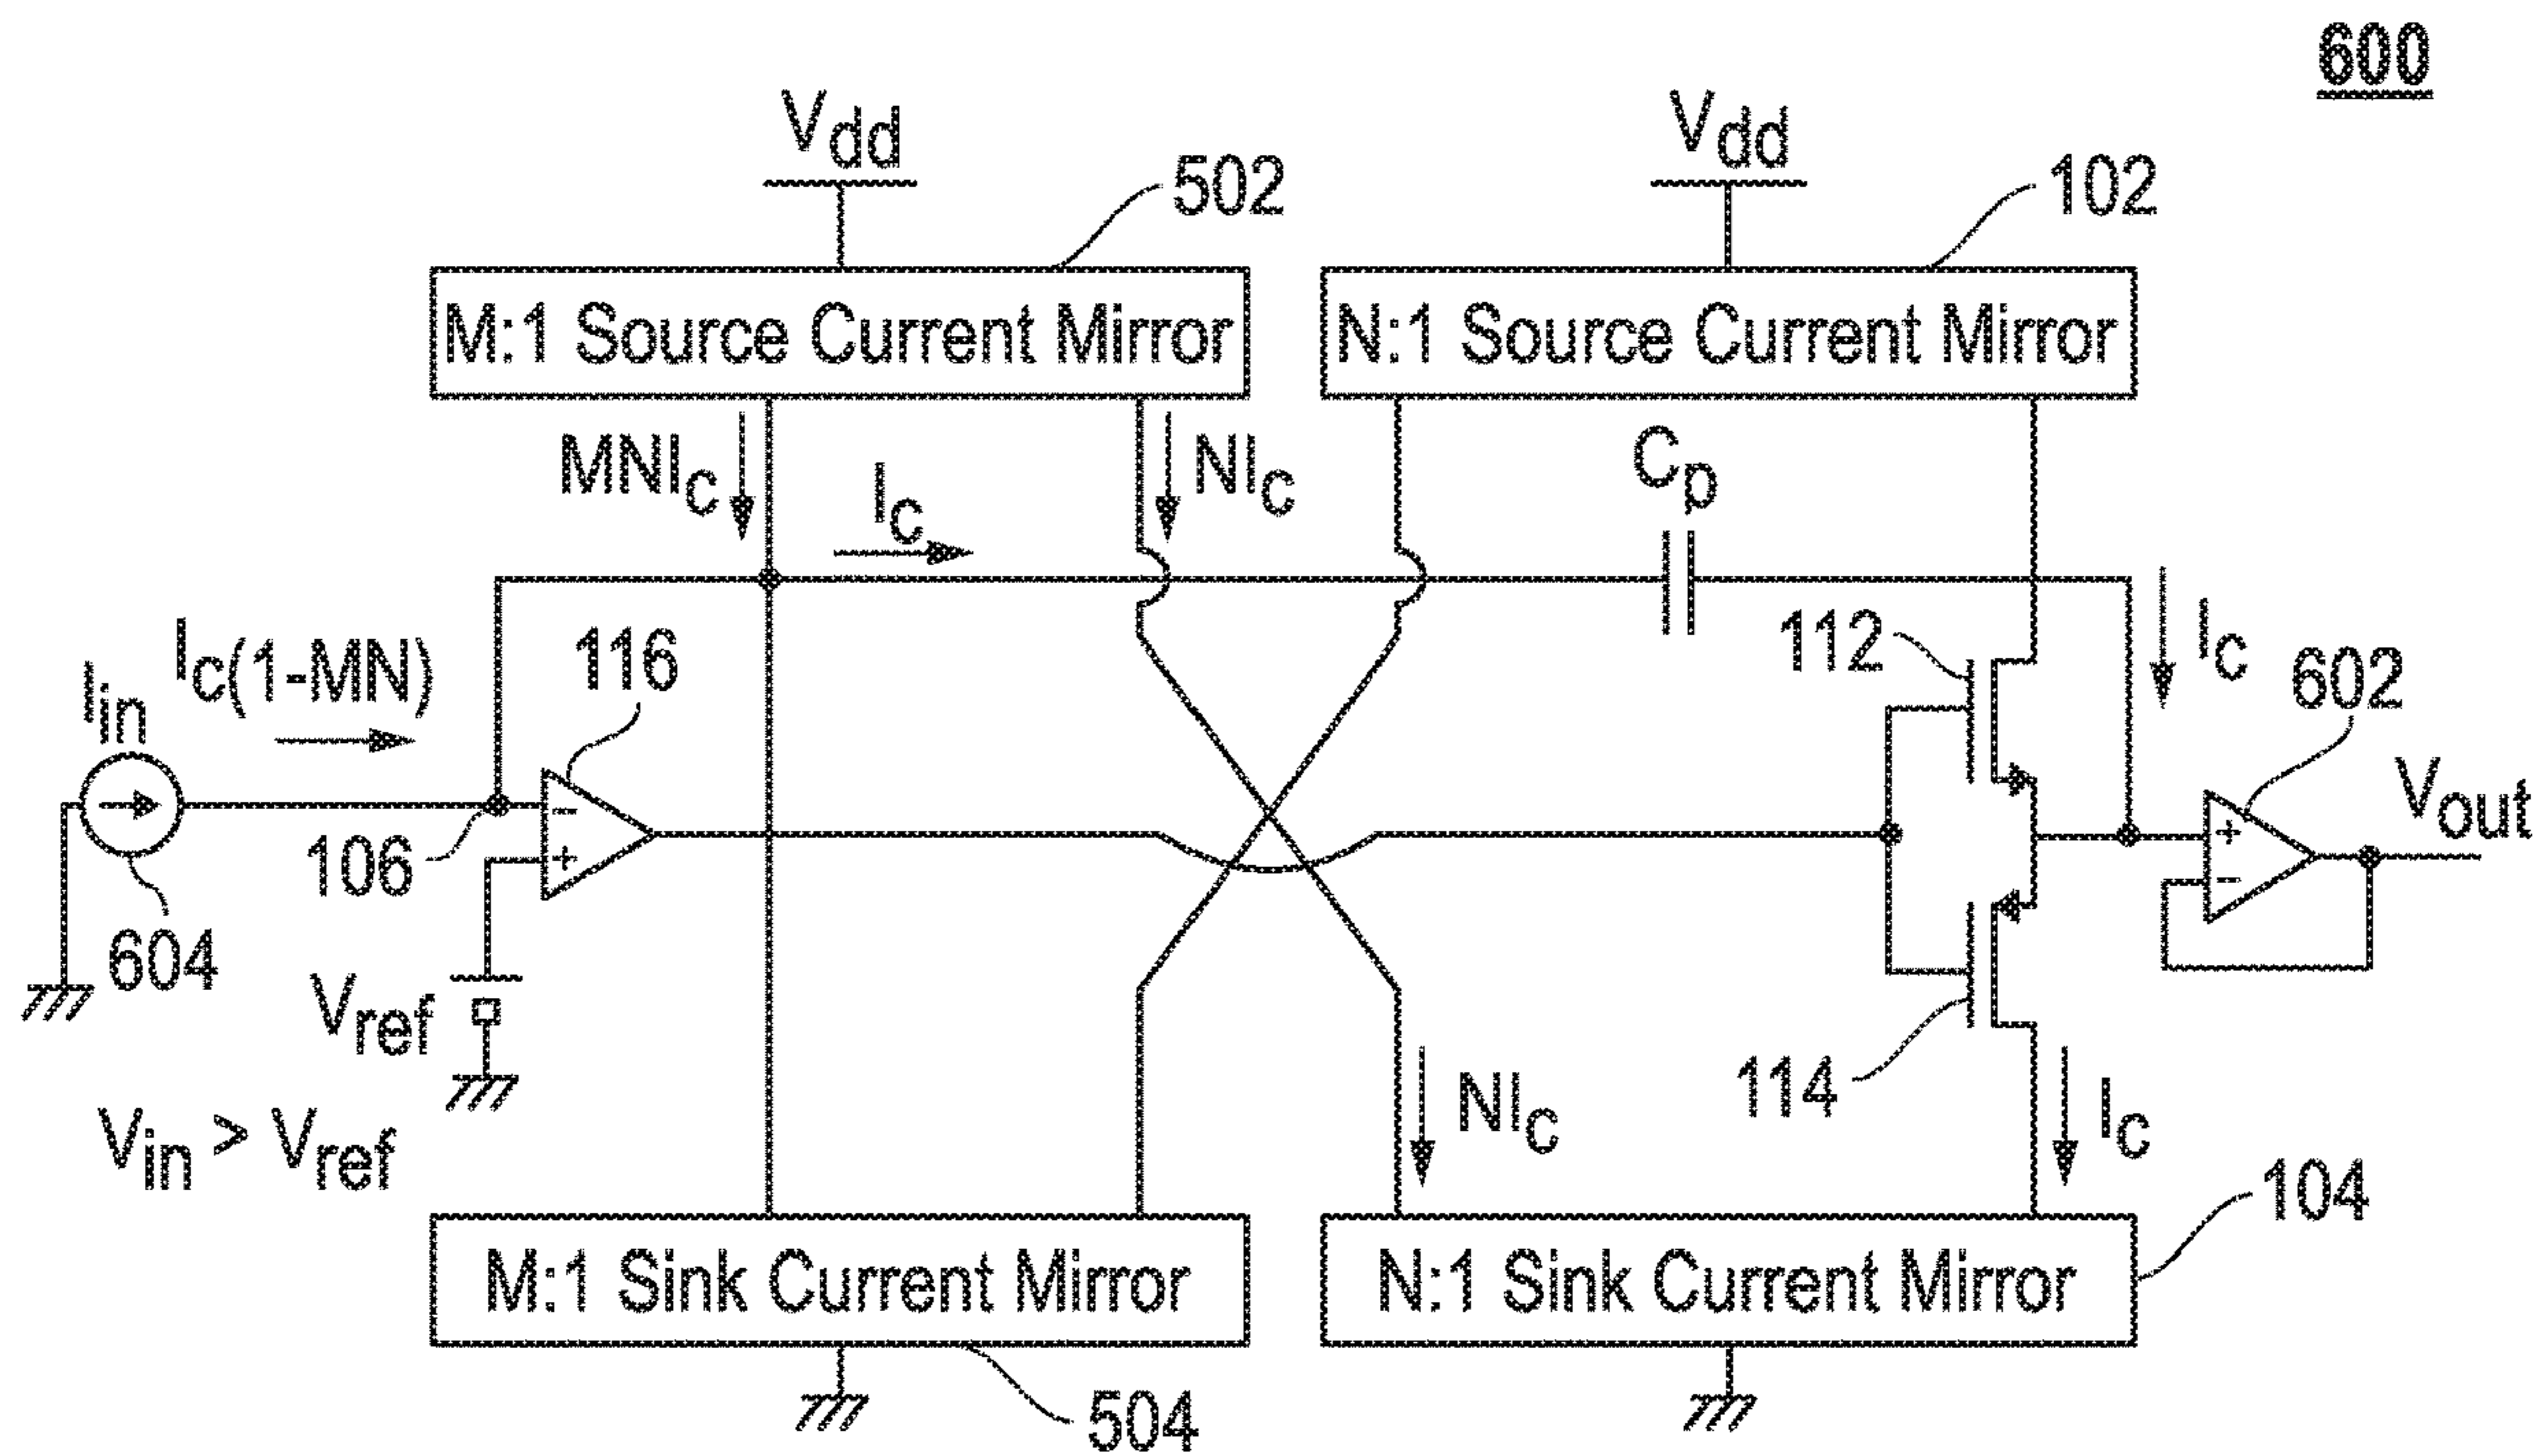 600
Vdd
Vdd
502
102
M:1 Source Current Mirror
N:1 Source Current Mirror
MNIc
Ic
NIc
Cp
Iin
Ic(1-MN)
116
112
Ic
602
106
Vout
604
Vref
Vin > Vref
114
NIc
Ic
104
M:1 Sink Current Mirror
N:1 Sink Current Mirror
504